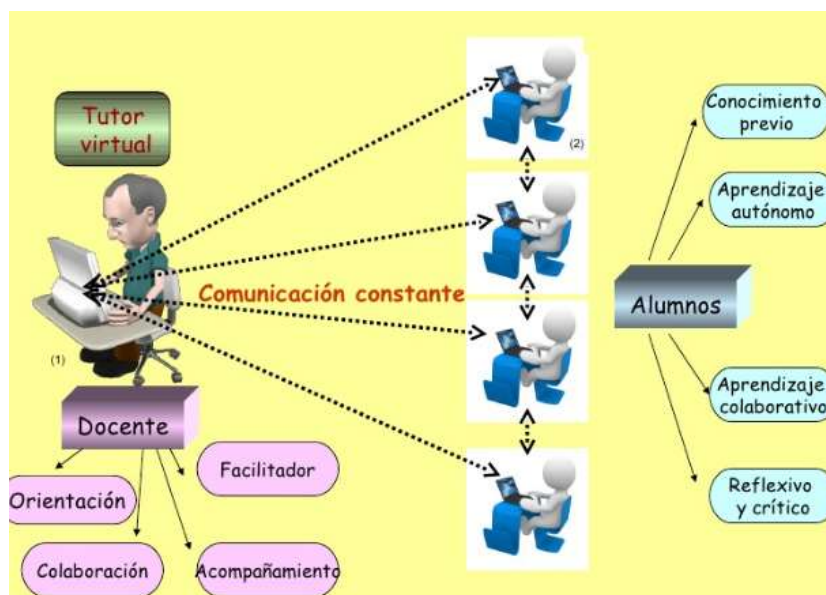 Tutor
virtual
(1)
Docente
Orientación
Facilitador
Colaboración
Acompañamiento
Comunicación constante
(2)
Alumnos
Conocimiento
previo
Aprendizaje
autónomo
Aprendizaje
colaborativo
Reflexivo
y crítico